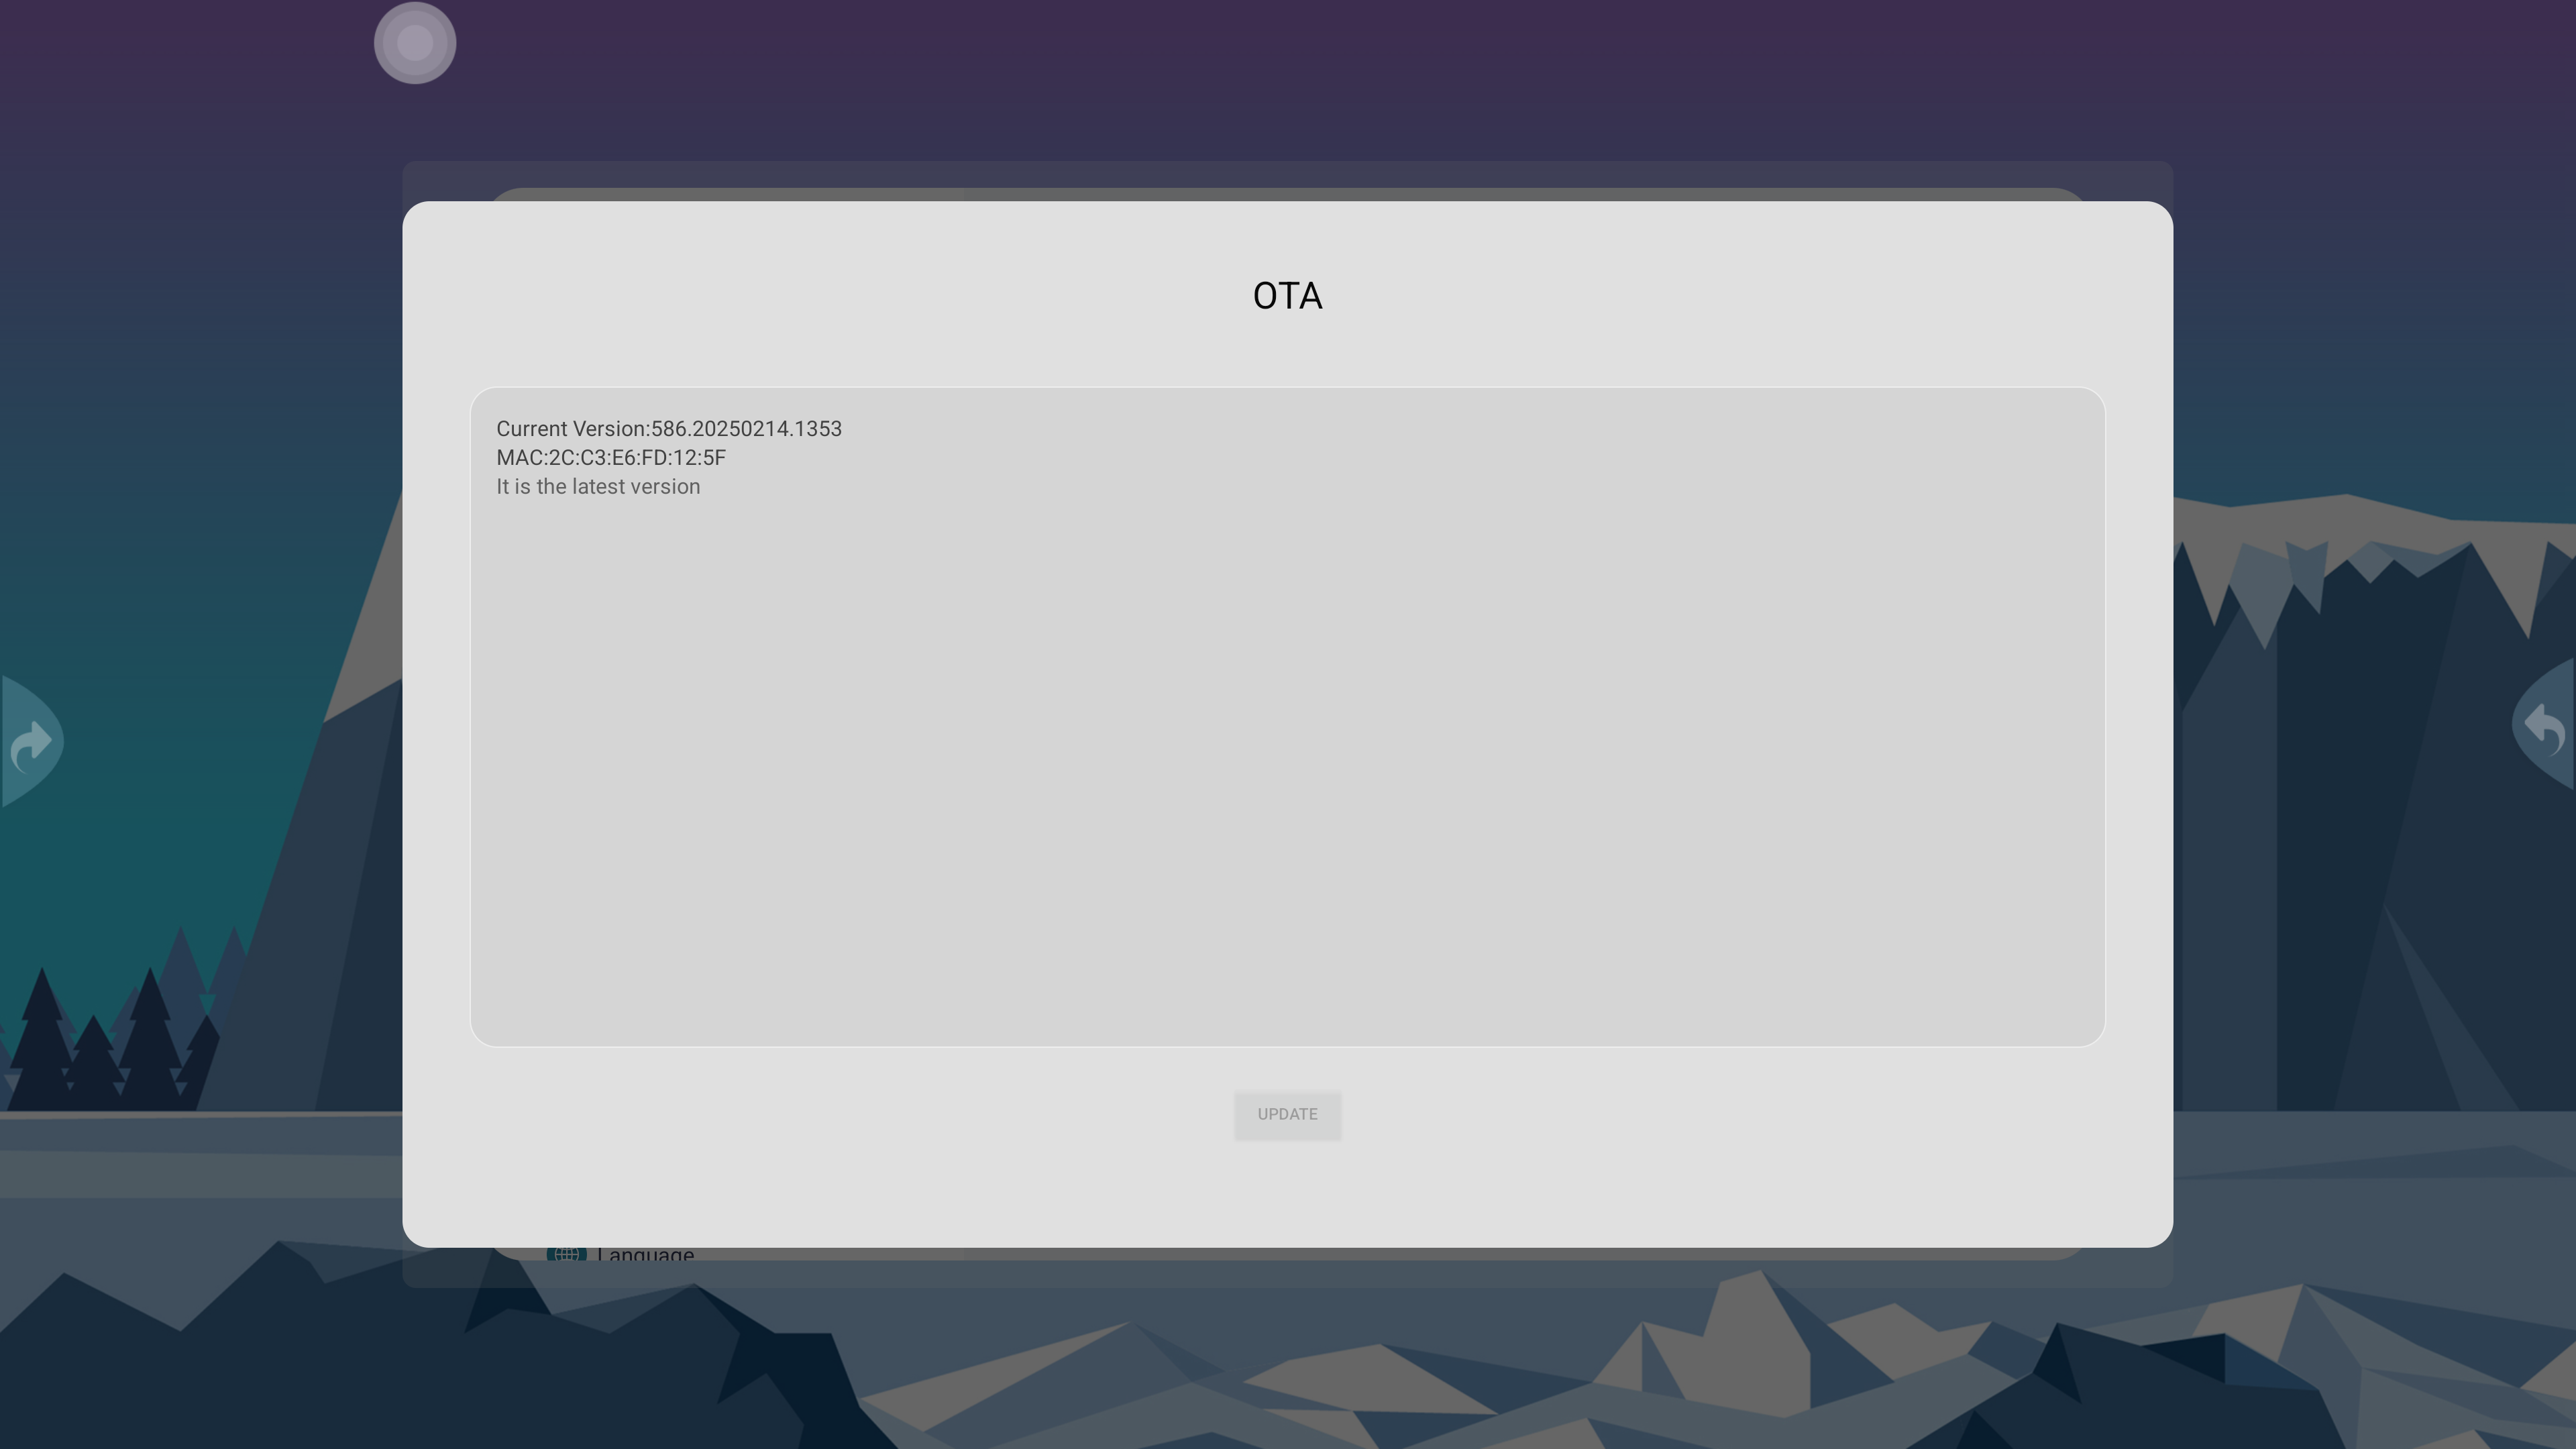 OTA
Current Version:586.20250214.1353
MAC:2C:C3:E6:FD:12:5F
It is the latest version
UPDATE
Language